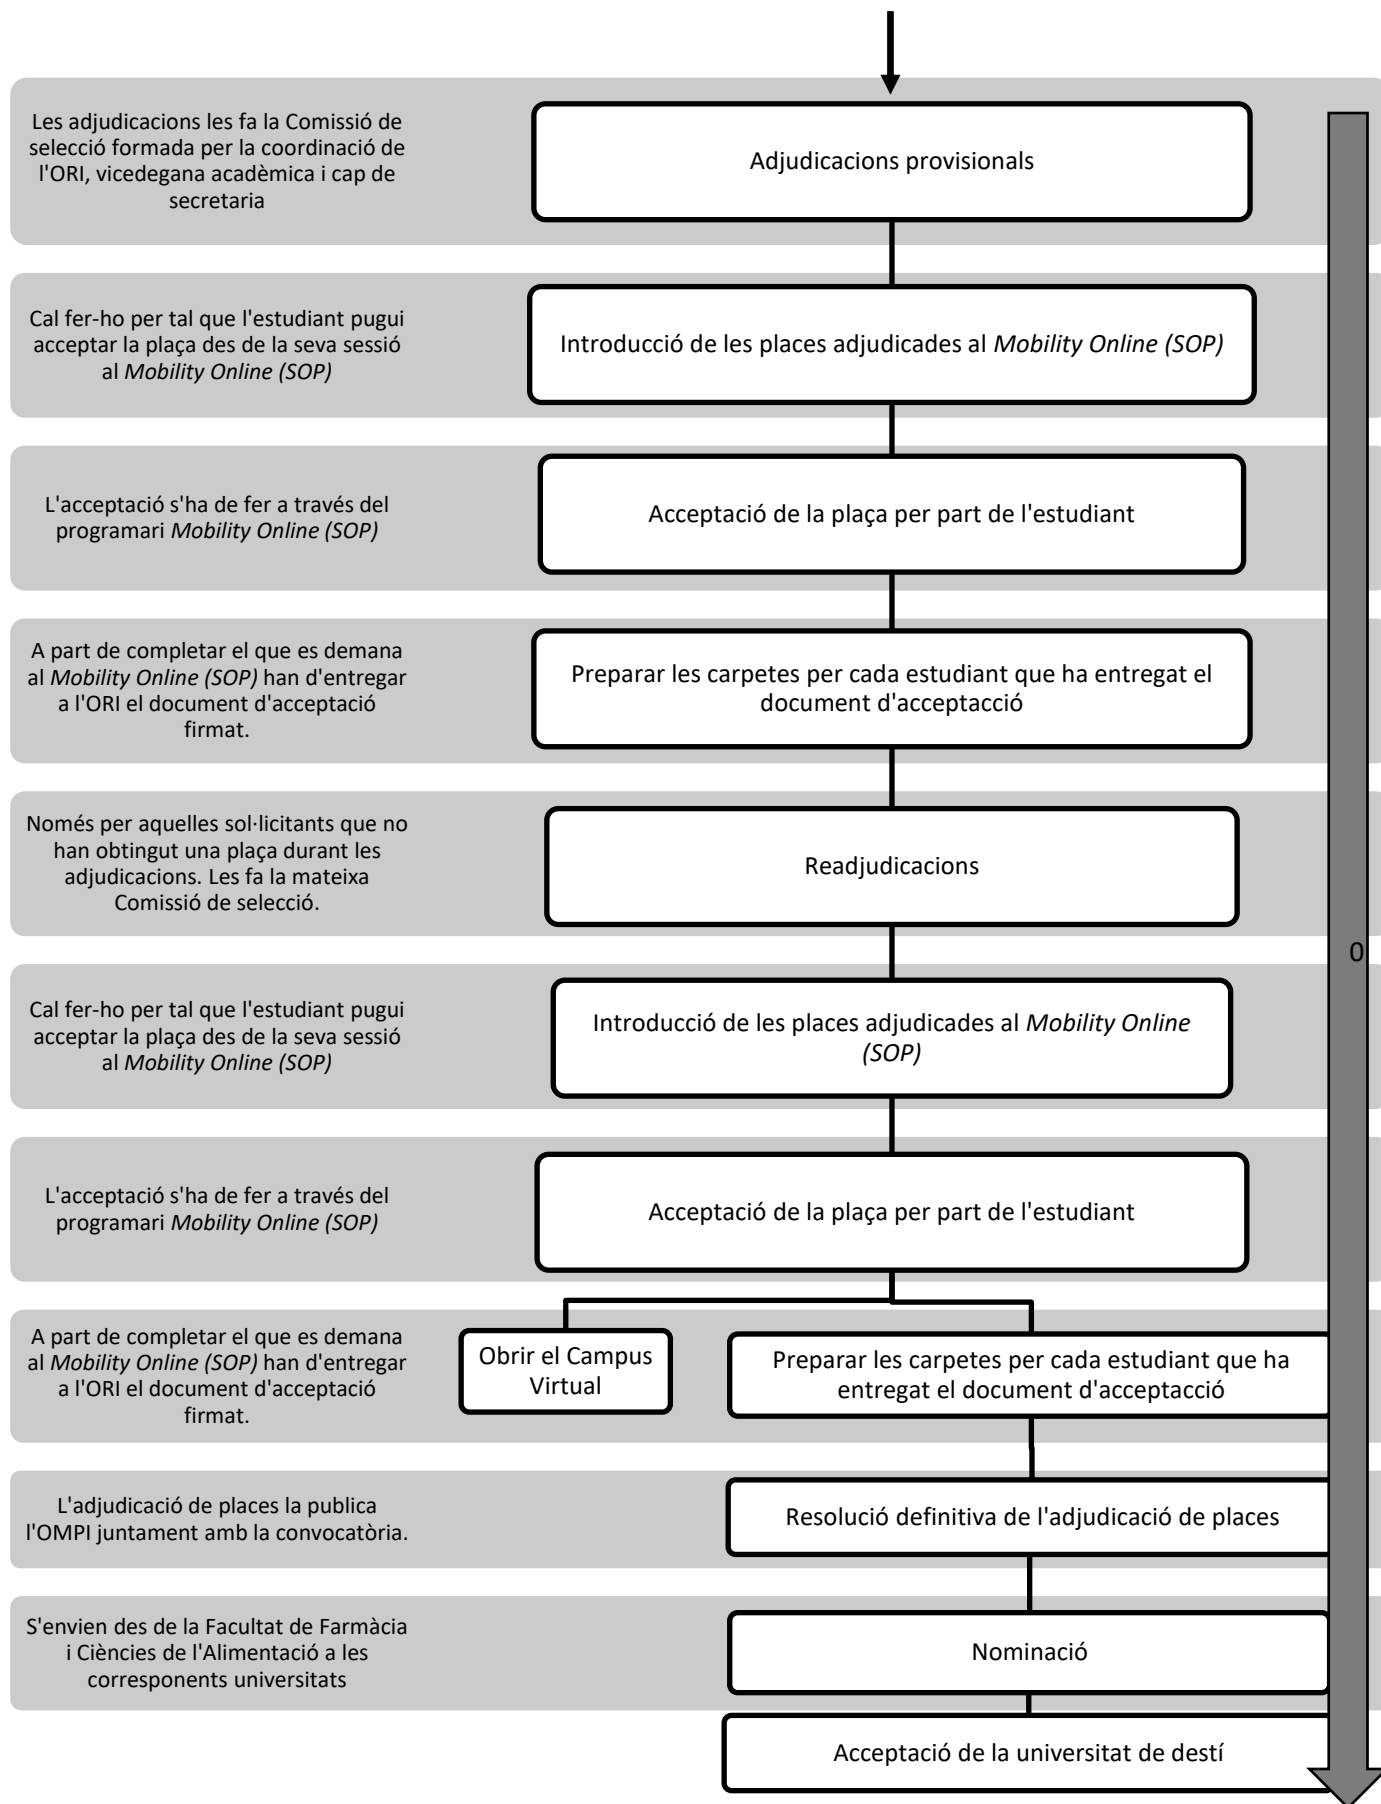 Les adjudicacions les fa la Comissió de
selecció formada per la coordinació de
l'ORI, vicedegana acadèmica i cap de
secretaria
Adjudicacions provisionals
Cal fer-ho per tal que l'estudiant pugui
acceptar la plaça des de la seva sessió
al Mobility Online (SOP)
Introducció de les places adjudicades al Mobility Online (SOP)
L'acceptació s'ha de fer a través del
programari Mobility Online (SOP)
Acceptació de la plaça per part de l'estudiant
A part de completar el que es demana
al Mobility Online (SOP) han d'entregar
a l'ORI el document d'acceptació
firmat.
Preparar les carpetes per cada estudiant que ha entregat el
document d'acceptacció
Només per aquelles sol·licitants que no
han obtingut una plaça durant les
adjudicacions. Les fa la mateixa
Comissió de selecció.
Readjudicacions
0
Cal fer-ho per tal que l'estudiant pugui
acceptar la plaça des de la seva sessió
al Mobility Online (SOP)
Introducció de les places adjudicades al Mobility Online
(SOP)
L'acceptació s'ha de fer a través del
programari Mobility Online (SOP)
Acceptació de la plaça per part de l'estudiant
A part de completar el que es demana
al Mobility Online (SOP) han d'entregar
a l'ORI el document d'acceptació
firmat.
Obrir el Campus
Virtual
Preparar les carpetes per cada estudiant que ha
entregat el document d'acceptacció
L'adjudicació de places la publica
l'OMPI juntament amb la convocatòria.
Resolució definitiva de l'adjudicació de places
S'envien des de la Facultat de Farmàcia
i Ciències de l'Alimentació a les
corresponents universitats
Nominació
Acceptació de la universitat de destí